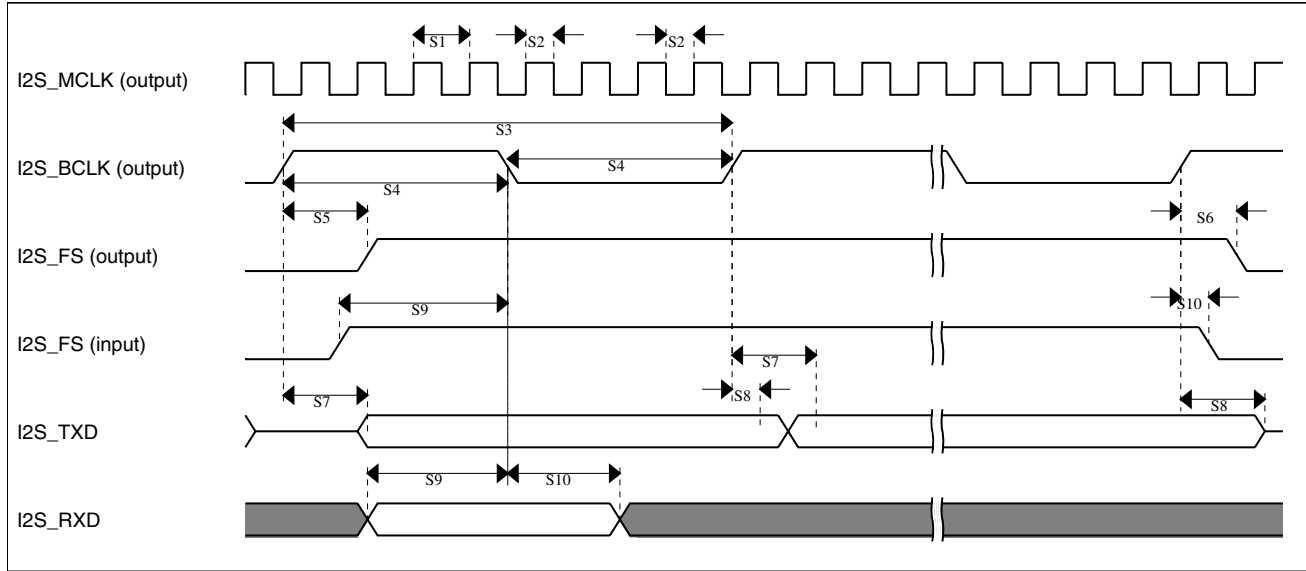 S1 S2 S2
I2S_MCLK (output)
S3
I2S_BCLK (output) S4
S4
S5 S6
I2S_FS (output)
S9 S10
I2S_FS (input)
S7
S8
S7 S8
I2S_TXD
S9 S10
I2S_RXD